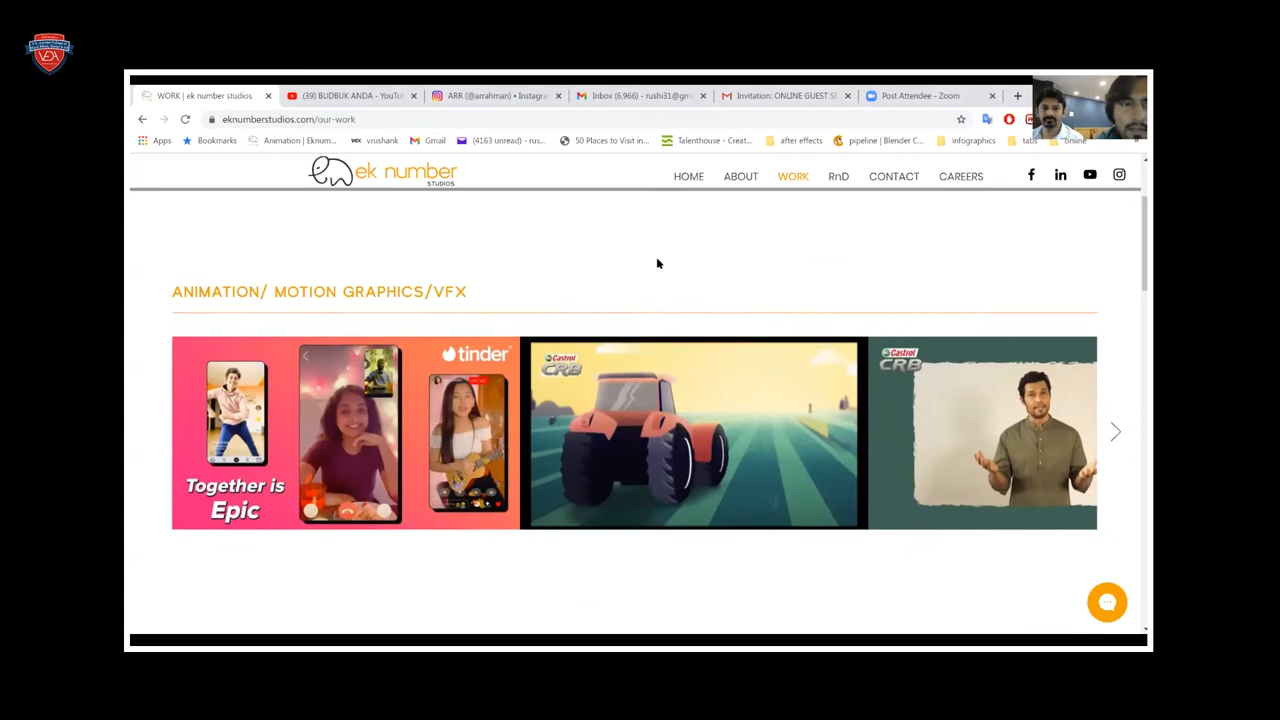 VEDA
WORK | ek number studios
(39) BUDBUK ANDA - YouTu
ARR (@arrahman) • Instagra
Inbox (6,966) - rushi31@gm
Invitation: ONLINE GUEST S
Post Attendee - Zoom
eknumberstudios.com/our-work
Apps
Bookmarks
Animation | Eknum...
vrushank
Gmail
(4163 unread) - rus...
50 Places to Visit in...
Talenthouse - Creat...
after effects
pipeline | Blender C...
infographics
tabs
online
ek number
STUDIOS
HOME
ABOUT
WORK
RnD
CONTACT
CAREERS
ANIMATION/ MOTION GRAPHICS/VFX
tinder
Together is
Epic
Castrol
CRB
Castrol
CRB